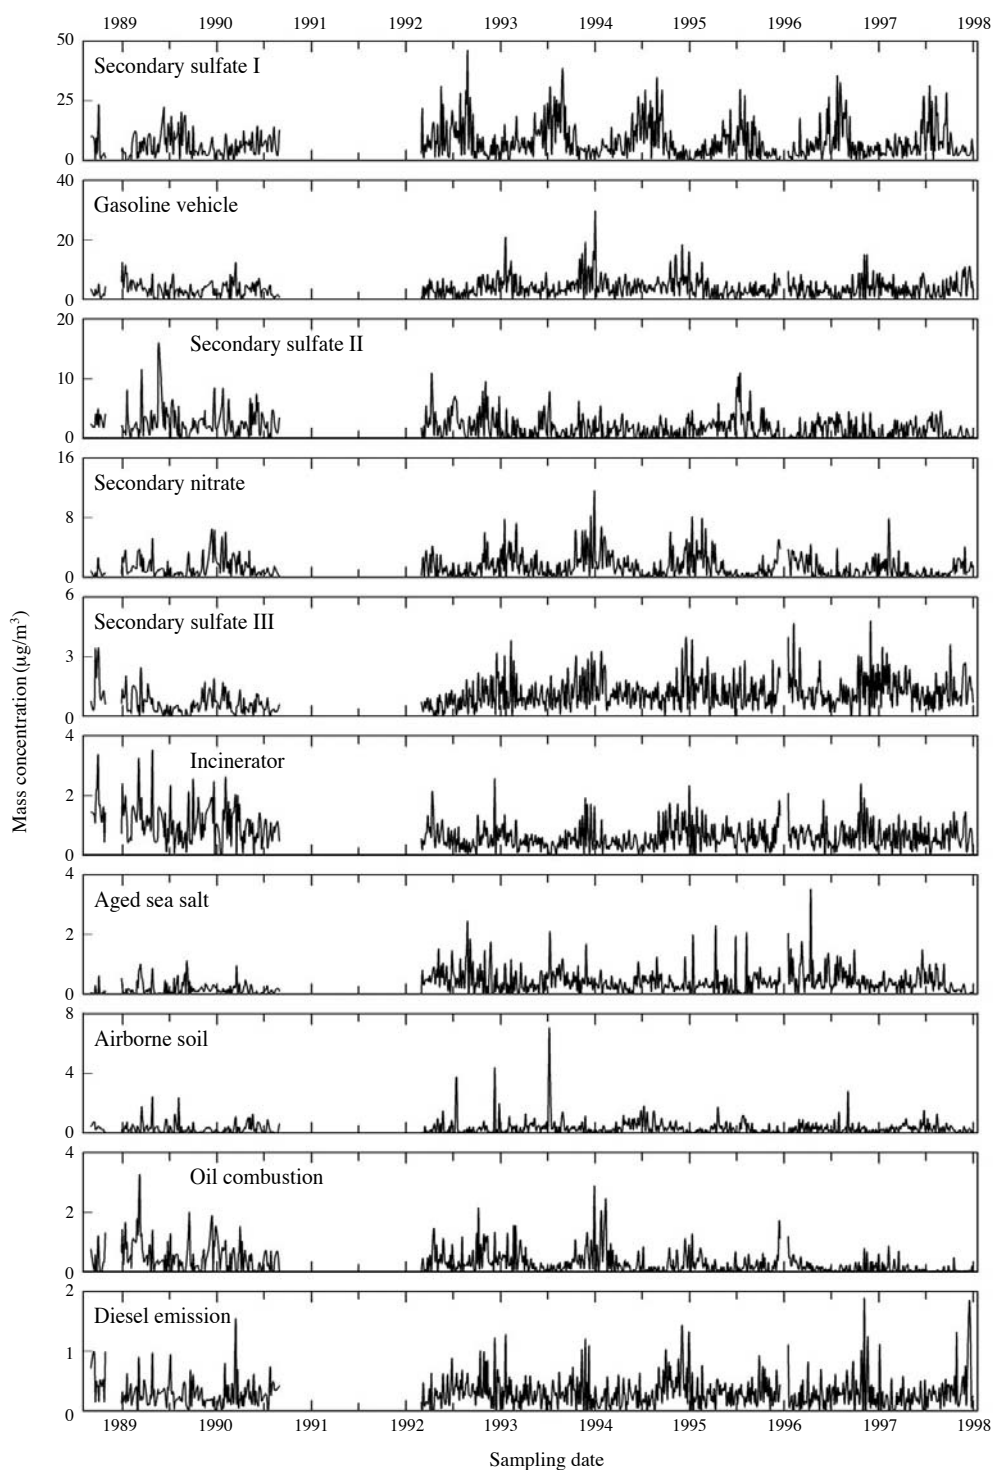 1989 1990 1991 1992 1993 1994 1995 1996 1997 1998
50
Secondary sulfate I
25
0
40
Gasoline vehicle
20
0
20
Secondary sulfate II
10
0
16
Secondary nitrate
8
0
6
Secondary sulfate III
3
0
4
Incinerator
2
0
4
Aged sea salt
2
0
8
Airborne soil
4
0
4
Oil combustion
2
0
2
Diesel emission
1
0
1989 1990 1991 1992 1993 1994 1995 1996 1997 1998
Sampling date
Mass concentration (μg/m³)